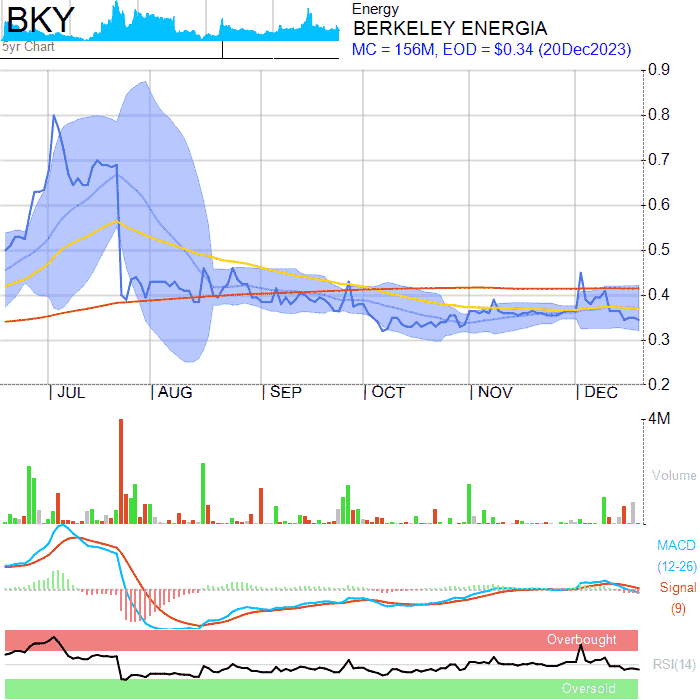 BKY
5yr Chart
Energy
BERKELEY ENERGIA
MC = 156M, EOD = $0.34 (20Dec2023)
0.9
0.8
0.7
0.6
0.5
0.4
0.3
0.2
JUL AUG SEP OCT NOV DEC
4M
Volume
MACD
(12-26)
Signal
(9)
Overbought
RSI(14)
Oversold